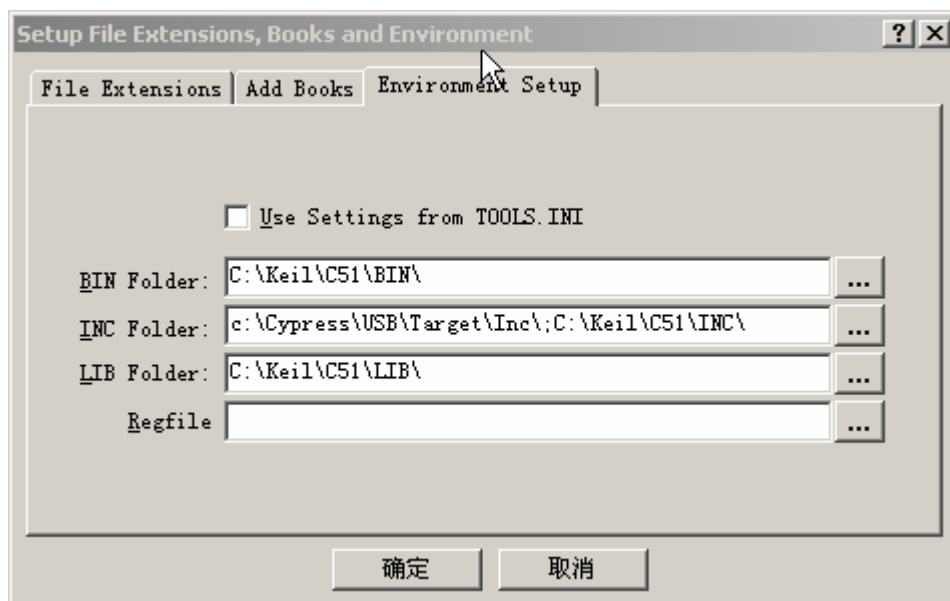 Setup File Extensions, Books and Environment
File Extensions Add Books Environment Setup
Use Settings from TOOLS.INI
BIN Folder: C:\Keil\C51\BIN\ ...
INC Folder: c:\Cypress\USB\Target\Inc\;C:\Keil\C51\INC\ ...
LIB Folder: C:\Keil\C51\LIB\ ...
Regfile ...
确定 取消